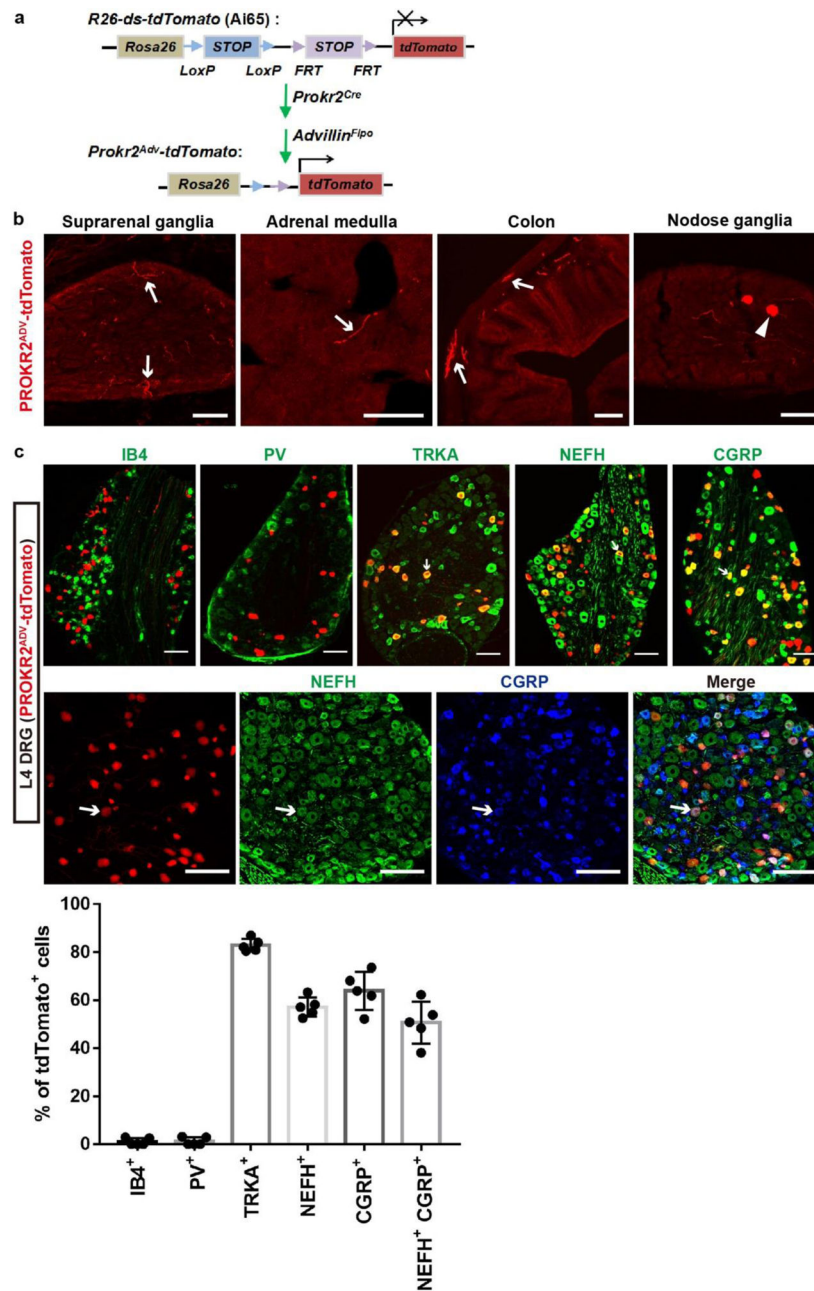 a
R26-ds-tdTomato (Ai65) :
Rosa26 STOP STOP tdTomato
LoxP LoxP FRT FRT
Prokr2Cre
AdvillinFlpo
Prokr2Adv-tdTomato:
Rosa26 tdTomato
b
Suprarenal ganglia Adrenal medulla Colon Nodose ganglia
PROKR2ADV-tdTomato
c
IB4 PV TRKA NEFH CGRP
L4 DRG (PROKR2ADV-tdTomato)
NEFH CGRP Merge
% of tdTomato+ cells
100
80
60
40
20
0
IB4+
PV+
TRKA+
NEFH+
CGRP+
NEFH+ CGRP+